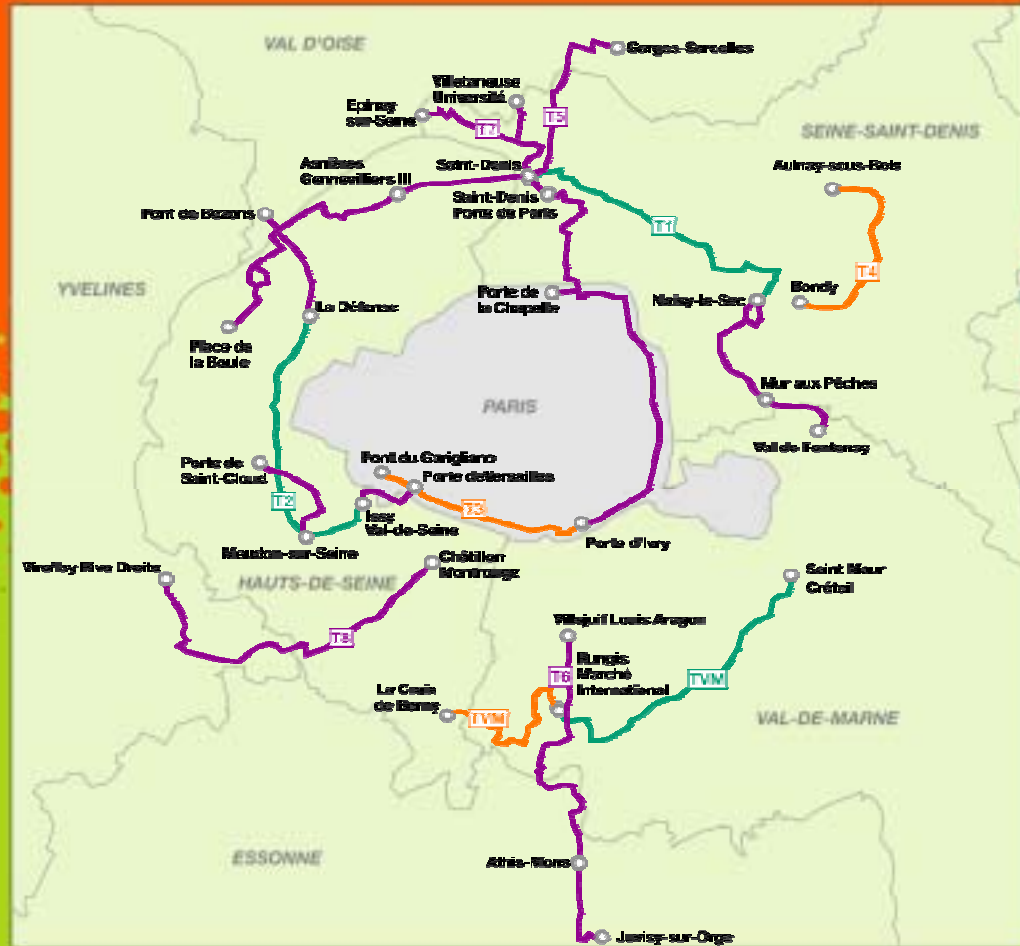 VAL D'OISE
Garges-Sarcelles
Villetaneuse
Université
Epinay
sur-Seine
T7
T5
SEINE-SAINT-DENIS
Saint-Denis
Aulnay-sous-Bois
Asnières
Gennevilliers III
Saint-Denis
Porte de Paris
Pont de Bezons
T1
T4
YVELINES
Porte de
la Chapelle
Noisy-le-Sec
Bondy
La Défense
Place de
la Boule
Mur aux Pêches
PARIS
Val de Fontenay
Pont du Garigliano
Porte de
Saint-Cloud
Porte de Versailles
T2
T3
Issy
Val-de-Seine
Porte d'Ivry
Meudon-sur-Seine
Viroflay Rive Droite
Châtillon
Montrouge
HAUTS-DE-SEINE
Saint Maur
Créteil
Villejuif Louis Aragon
T8
Rungis
Marché
International
T6
TVM
La Croix
de Berny
TVM
VAL-DE-MARNE
ESSONNE
Athis-Mons
Juvisy-sur-Orge